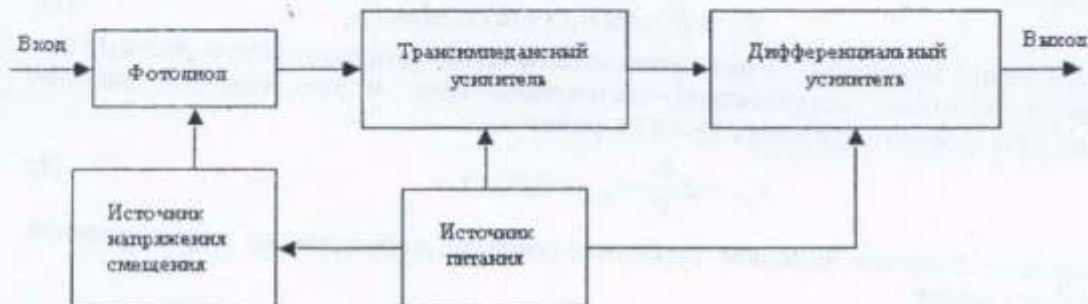 Вход
Фотодиод
Трансимпедансный
усилитель
Дифференциальный
усилитель
Выход
Источник
напряжения
смещения
Источник
питания